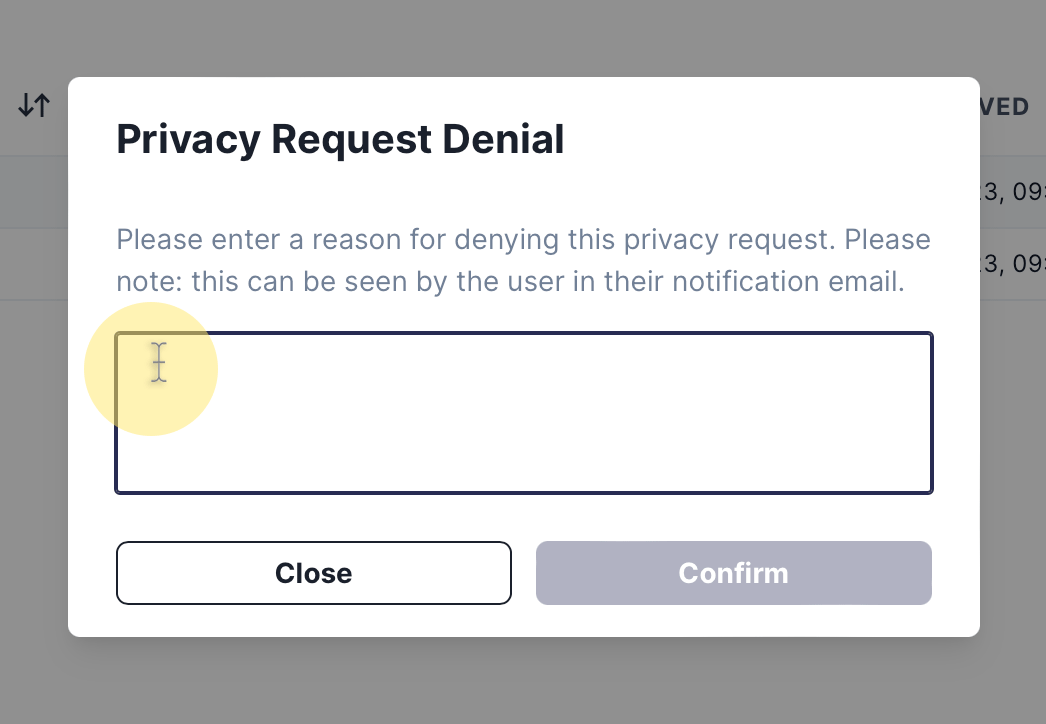 VED
Privacy Request Denial
23, 09:
Please enter a reason for denying this privacy request. Please
note: this can be seen by the user in their notification email.
23, 09:
Close
Confirm